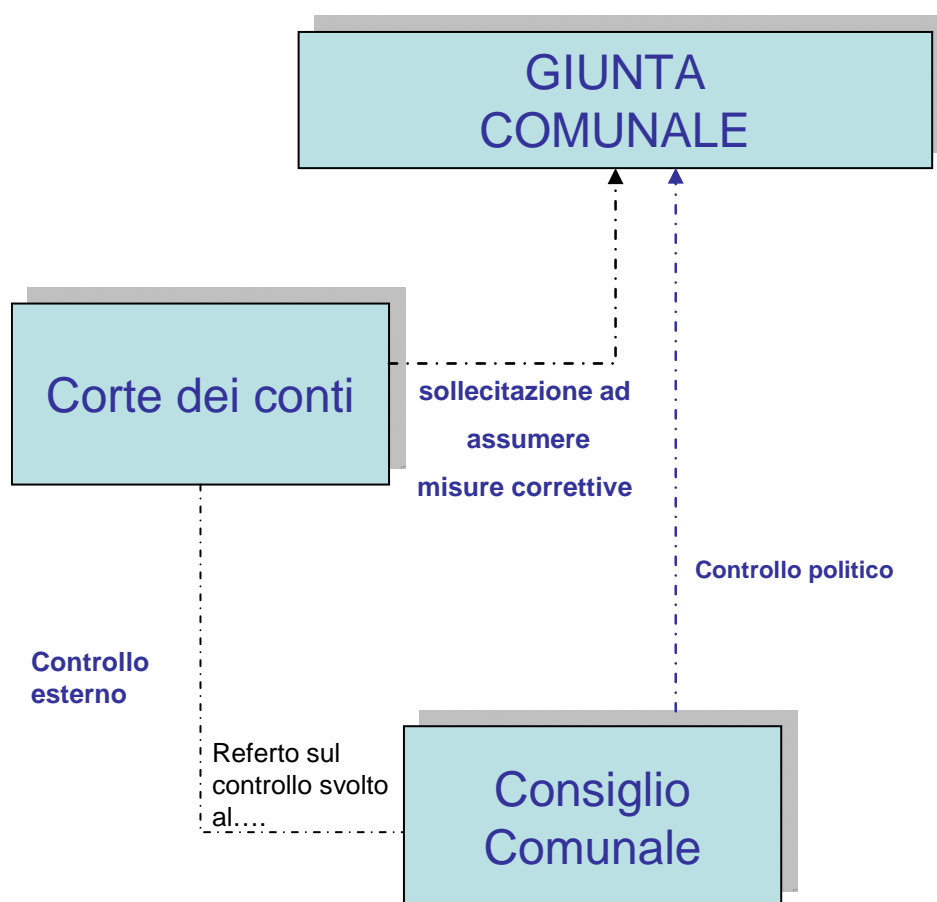 GIUNTA
COMUNALE
Corte dei conti
sollecitazione ad
assumere
misure correttive
Controllo politico
Controllo
esterno
Referto sul
controllo svolto
al….
Consiglio
Comunale